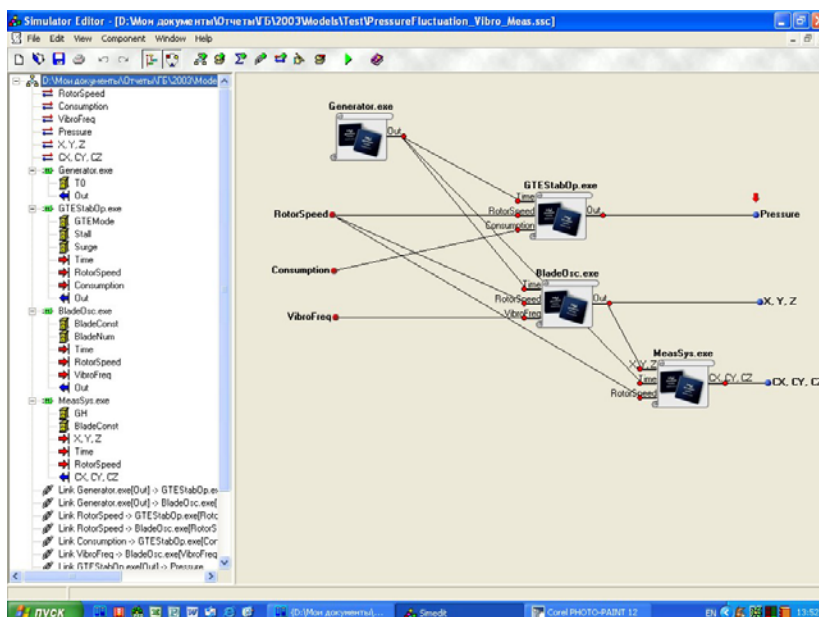 Simulator Editor - [D:\Мои документы\Отчеты\ГБ\2003\Models\Test\PressureFluctuation_Vibro_Meas.ssc]
File Edit View Component Window Help
D:\Мои документы\Отчеты\ГБ\2003\Mode
RotorSpeed
Consumption
VibroFreq
Pressure
X, Y, Z
CX, CY, CZ
Generator.exe
T0
Out
GTEStabOp.exe
GTEMode
Stall
Surge
Time
RotorSpeed
Consumption
Out
BladeOsc.exe
BladeConst
BladeNum
Time
RotorSpeed
VibroFreq
Out
MeasSys.exe
GH
BladeConst
X, Y, Z
Time
RotorSpeed
CX, CY, CZ
Link Generator.exe[Out] -> GTEStabOp.e
Link Generator.exe[Out] -> BladeOsc.exe[
Link RotorSpeed -> GTEStabOp.exe[Roto
Link RotorSpeed -> BladeOsc.exe[RotorS
Link Consumption -> GTEStabOp.exe[Con
Link VibroFreq -> BladeOsc.exe[VibroFreq
Link GTEStabOp.exe[Out] -> Pressure
Generator.exe
Out
GTEStabOp.exe
Time
RotorSpeed
Consumption
Out
RotorSpeed
Pressure
Consumption
BladeOsc.exe
Time
RotorSpeed
VibroFreq
Out
VibroFreq
X, Y, Z
MeasSys.exe
X, Y, Z
Time
RotorSpeed
CX, CY, CZ
CX, CY, CZ
пуск
{D:\Мои документы\...
Simedit
Corel PHOTO-PAINT 12
EN
13:52